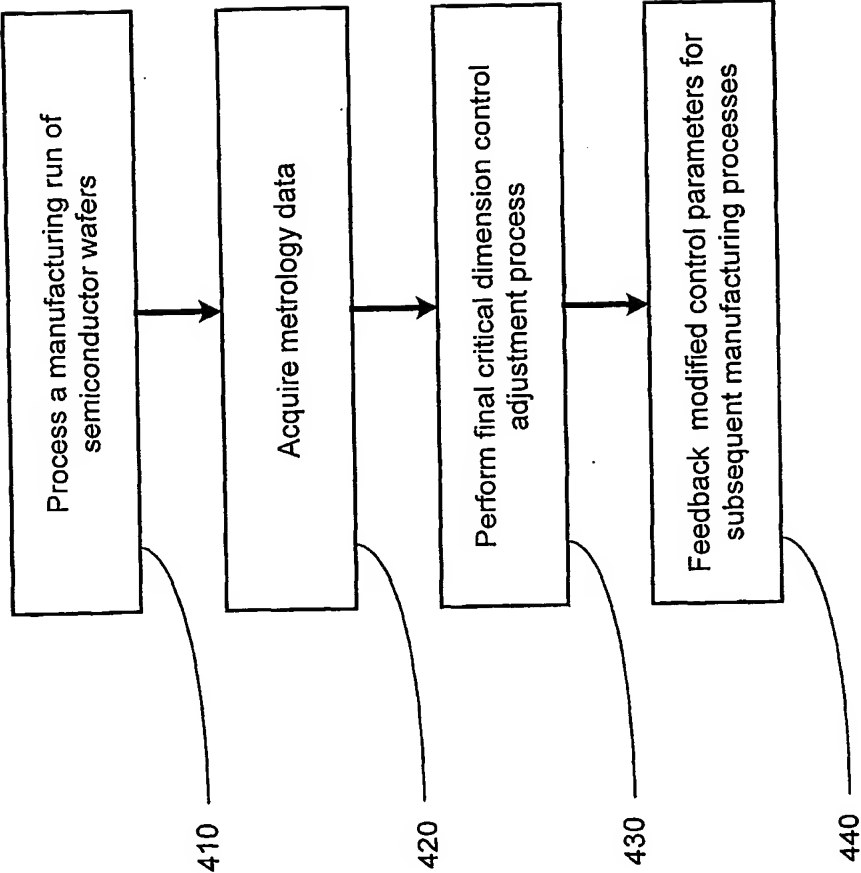 Process a manufacturing run of
semiconductor wafers
410
Acquire metrology data
420
Perform final critical dimension control
adjustment process
430
Feedback modified control parameters for
subsequent manufacturing processes
440